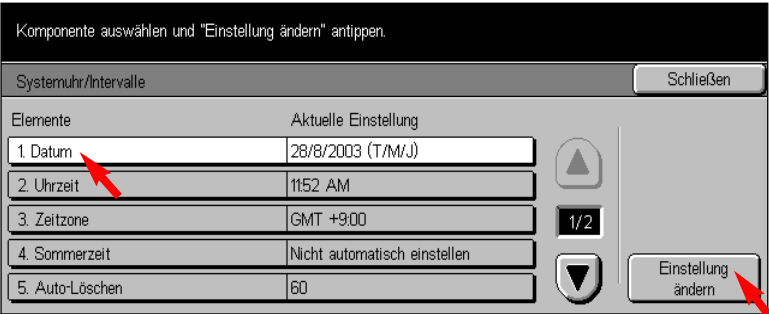 Komponente auswählen und "Einstellung ändern" antippen.
Systemuhr/Intervalle Schließen
Elemente Aktuelle Einstellung
1. Datum 28/8/2003 (T/M/J)
2. Uhrzeit 11:52 AM
3. Zeitzone GMT +9:00
1/2
4. Sommerzeit Nicht automatisch einstellen
5. Auto-Löschen 60
Einstellung
ändern